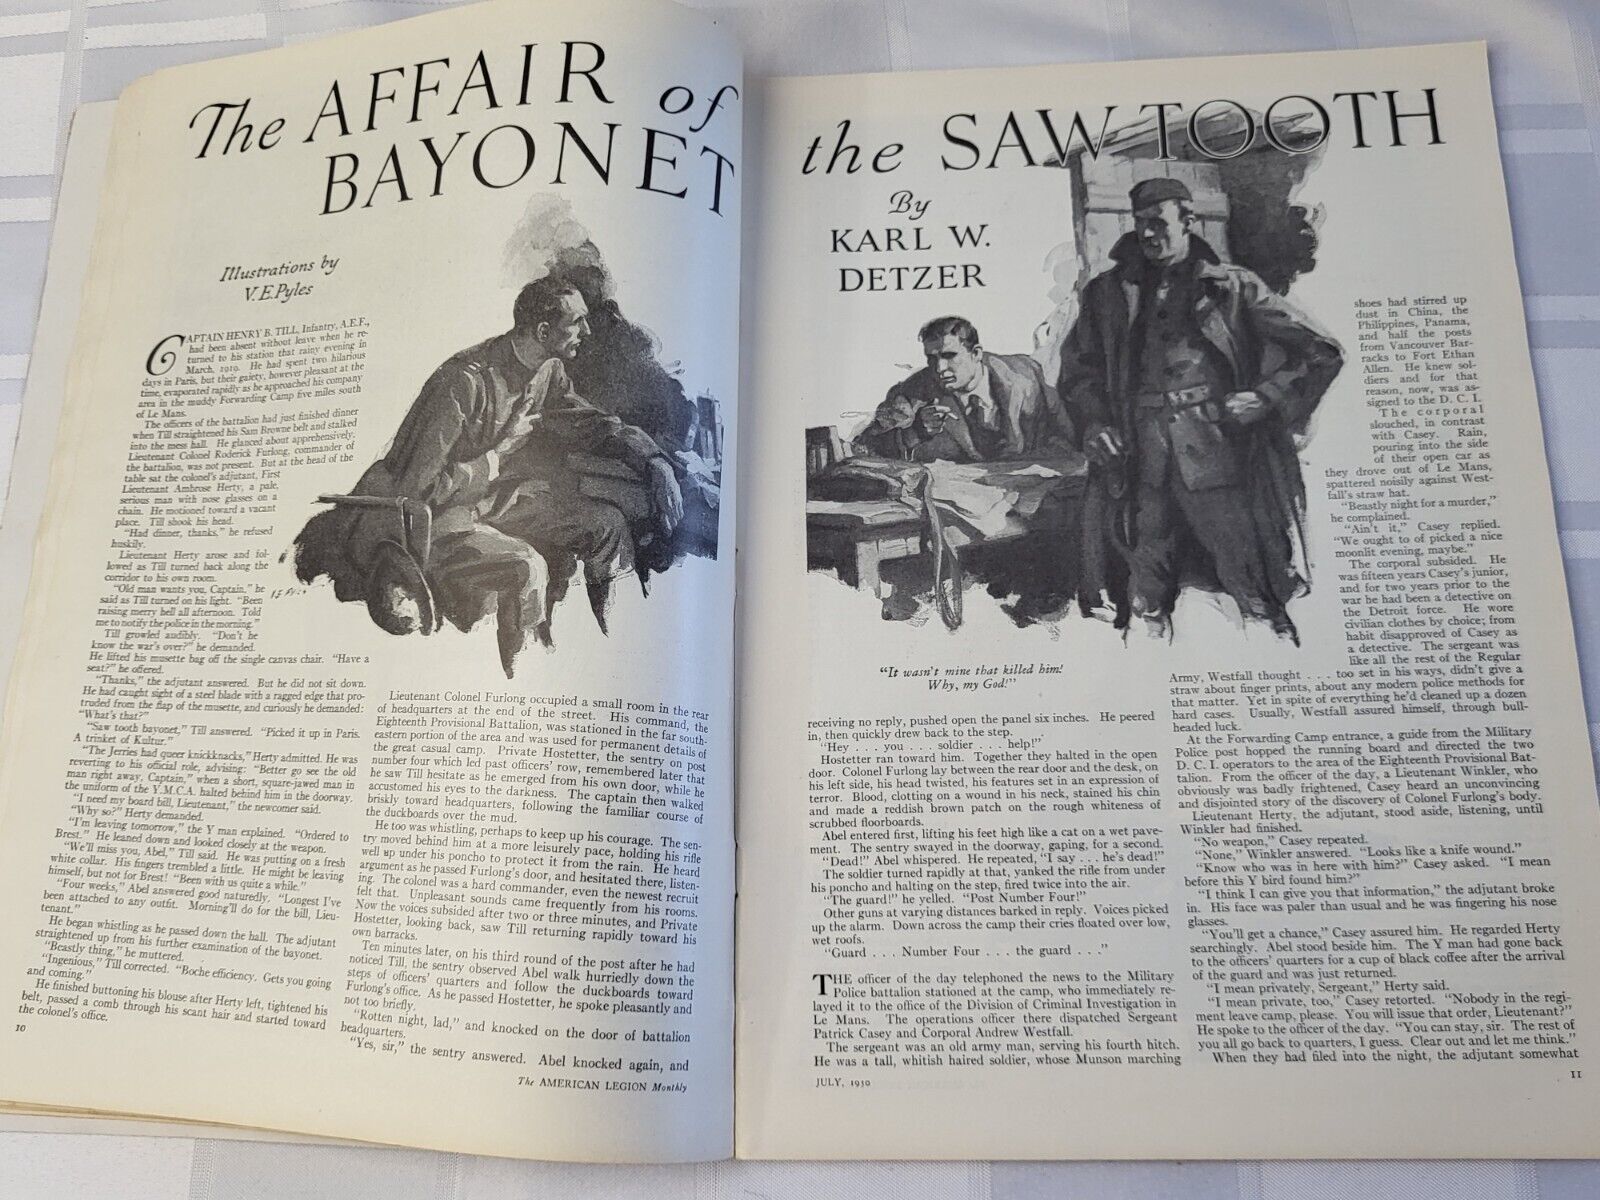 The AFFAIR of
BAYONET
Illustrations by
V. E. Pyles
CAPTAIN HENRY B. TILL, Infantry, A.E.F.,
had been absent without leave when he re-
turned to his station that rainy evening in
March, 1919. He had spent two hilarious
days in Paris, but their gaiety, however pleasant at the
time, evaporated rapidly as he approached his company
area in the muddy Forwarding Camp five miles south
of Le Mans.
The officers of the battalion had just finished dinner
when Till straightened his Sam Browne belt and stalked
into the mess hall. He glanced about apprehensively.
Lieutenant Colonel Roderick Furlong, commander of
the battalion, was not present. But at the head of the
table sat the colonel's adjutant, First
Lieutenant Ambrose Herty, a pale,
serious man with nose glasses on a
chain. He motioned toward a vacant
place. Till shook his head.
"Had dinner, thanks," he refused
huskily.
Lieutenant Herty arose and fol-
lowed as Till turned back along the
corridor to his own room.
"Old man wants you, Captain," he
said as Till turned on his light. "Been
raising merry hell all afternoon. Told
me to notify the police in the morning."
Till growled audibly. "Don't he
know the war's over?" he demanded.
He lifted his musette bag off the single canvas chair. "Have a
seat?" he offered.
"Thanks," the adjutant answered. But he did not sit down.
He had caught sight of a steel blade with a ragged edge that pro-
truded from the flap of the musette, and curiously he demanded:
"What's that?"
"Saw tooth bayonet," Till answered. "Picked it up in Paris.
A trinket of Kultur."
"The Jerries had queer knickknacks," Herty admitted. He was
reverting to his official role, advising: "Better go see the old
man right away, Captain," when a short, square-jawed man in
the uniform of the Y.M.C.A. halted behind him in the doorway.
"I need my board bill, Lieutenant," the newcomer said.
"Why so?" Herty demanded.
"I'm leaving tomorrow," the Y man explained. "Ordered to
Brest." He leaned down and looked closely at the weapon.
"We'll miss you, Abel," Till said. He was putting on a fresh
white collar. His fingers trembled a little. He might be leaving
himself, but not for Brest! "Been with us quite a while."
"Four weeks," Abel answered good naturedly. "Longest I've
been attached to any outfit. Morning'll do for the bill, Lieu-
tenant."
He began whistling as he passed down the hall. The adjutant
straightened up from his further examination of the bayonet.
"Beastly thing," he muttered.
"Ingenious," Till corrected. "Boche efficiency. Gets you going
and coming."
He finished buttoning his blouse after Herty left, tightened his
belt, passed a comb through his scant hair and started toward
the colonel's office.
10
Lieutenant Colonel Furlong occupied a small room in the rear
of headquarters at the end of the street. His command, the
Eighteenth Provisional Battalion, was stationed in the far south-
eastern portion of the area and was used for permanent details of
the great casual camp. Private Hostetter, the sentry on post
number four which led past officers' row, remembered later that
he saw Till hesitate as he emerged from his own door, while he
accustomed his eyes to the darkness. The captain then walked
briskly toward headquarters, following the familiar course of
the duckboards over the mud.
He too was whistling, perhaps to keep up his courage. The sen-
try moved behind him at a more leisurely pace, holding his rifle
well up under his poncho to protect it from the rain. He heard
argument as he passed Furlong's door, and hesitated there, listen-
ing. The colonel was a hard commander, even the newest recruit
felt that. Unpleasant sounds came frequently from his rooms.
Now the voices subsided after two or three minutes, and Private
Hostetter, looking back, saw Till returning rapidly toward his
own barracks.
Ten minutes later, on his third round of the post after he had
noticed Till, the sentry observed Abel walk hurriedly down the
steps of officers' quarters and follow the duckboards toward
Furlong's office. As he passed Hostetter, he spoke pleasantly and
not too briefly.
"Rotten night, lad," and knocked on the door of battalion
headquarters.
"Yes, sir," the sentry answered. Abel knocked again, and
The AMERICAN LEGION Monthly
the SAW TOOTH
By
KARL W.
DETZER
"It wasn't mine that killed him!
Why, my God!"
receiving no reply, pushed open the panel six inches. He peered
in, then quickly drew back to the step.
"Hey . . . you . . . soldier . . . help!"
Hostetter ran toward him. Together they halted in the open
door. Colonel Furlong lay between the rear door and the desk, on
his left side, his head twisted, his features set in an expression of
terror. Blood, clotting on a wound in his neck, stained his chin
and made a reddish brown patch on the rough whiteness of
scrubbed floorboards.
Abel entered first, lifting his feet high like a cat on a wet pave-
ment. The sentry swayed in the doorway, gaping, for a second.
"Dead!" Abel whispered. He repeated, "I say . . . he's dead!"
The soldier turned rapidly at that, yanked the rifle from under
his poncho and halting on the step, fired twice into the air.
"The guard!" he yelled. "Post Number Four!"
Other guns at varying distances barked in reply. Voices picked
up the alarm. Down across the camp their cries floated over low,
wet roofs.
"Guard . . . Number Four . . . the guard . . ."
THE officer of the day telephoned the news to the Military
Police battalion stationed at the camp, who immediately re-
layed it to the office of the Division of Criminal Investigation in
Le Mans. The operations officer there dispatched Sergeant
Patrick Casey and Corporal Andrew Westfall.
The sergeant was an old army man, serving his fourth hitch.
He was a tall, whitish haired soldier, whose Munson marching
JULY, 1930
shoes had stirred up
dust in China, the
Philippines, Panama,
and half the posts
from Vancouver Bar-
racks to Fort Ethan
Allen. He knew sol-
diers and for that
reason, now, was as-
signed to the D. C. I.
The corporal
slouched, in contrast
with Casey. Rain,
pouring into the side
of their open car as
they drove out of Le Mans,
spattered noisily against West-
fall's straw hat.
"Beastly night for a murder,"
he complained.
"Ain't it," Casey replied.
"We ought to of picked a nice
moonlit evening, maybe."
The corporal subsided. He
was fifteen years Casey's junior,
and for two years prior to the
war he had been a detective on
the Detroit force. He wore
civilian clothes by choice; from
habit disapproved of Casey as
a detective. The sergeant was
like all the rest of the Regular
Army, Westfall thought . . . too set in his ways, didn't give a
straw about finger prints, about any modern police methods for
that matter. Yet in spite of everything he'd cleaned up a dozen
hard cases. Usually, Westfall assured himself, through bull-
headed luck.
At the Forwarding Camp entrance, a guide from the Military
Police post hopped the running board and directed the two
D. C. I. operators to the area of the Eighteenth Provisional Bat-
talion. From the officer of the day, a Lieutenant Winkler, who
obviously was badly frightened, Casey heard an unconvincing
and disjointed story of the discovery of Colonel Furlong's body.
Lieutenant Herty, the adjutant, stood aside, listening, until
Winkler had finished.
"No weapon," Casey repeated.
"None," Winkler answered. "Looks like a knife wound."
"Know who was in here with him?" Casey asked. "I mean
before this Y bird found him?"
"I think I can give you that information," the adjutant broke
in. His face was paler than usual and he was fingering his nose
glasses.
"You'll get a chance," Casey assured him. He regarded Herty
searchingly. Abel stood beside him. The Y man had gone back
to the officers' quarters for a cup of black coffee after the arrival
of the guard and was just returned.
"I mean privately, Sergeant," Herty said.
"I mean private, too," Casey retorted. "Nobody in the regi-
ment leave camp, please. You will issue that order, Lieutenant?"
He spoke to the officer of the day. "You can stay, sir. The rest of
you all go back to quarters, I guess. Clear out and let me think."
When they had filed into the night, the adjutant somewhat
11